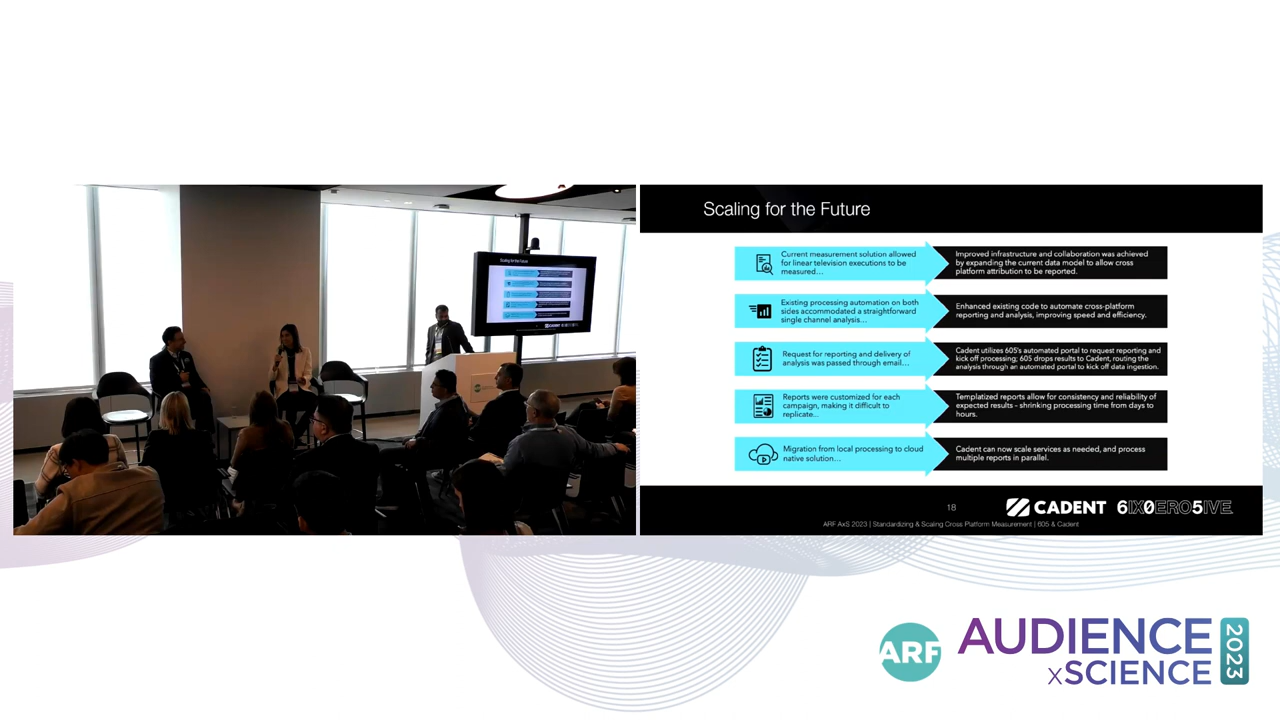 Scaling for the Future
Scaling for the Future
Current measurement solution allowed
for linear television executions to be
measured…
Improved infrastructure and collaboration was achieved
by expanding the current data model to allow cross
platform attribution to be reported.
Existing processing automation on both
sides accommodated a straightforward
single channel analysis…
Enhanced existing code to automate cross-platform
reporting and analysis, improving speed and efficiency.
Request for reporting and delivery of
analysis was passed through email…
Cadent utilizes 605's automated portal to request reporting and
kick off processing; 605 drops results to Cadent, routing the
analysis through an automated portal to kick off data ingestion.
Reports were customized for each
campaign, making it difficult to
replicate…
Templatized reports allow for consistency and reliability of
expected results – shrinking processing time from days to
hours.
Migration from local processing to cloud
native solution…
Cadent can now scale services as needed, and process
multiple reports in parallel.
18
CADENT 6IX0ERO5IVE
ARF AxS 2023 | Standardizing & Scaling Cross Platform Measurement | 605 & Cadent
ARF
AUDIENCE
xSCIENCE
2023